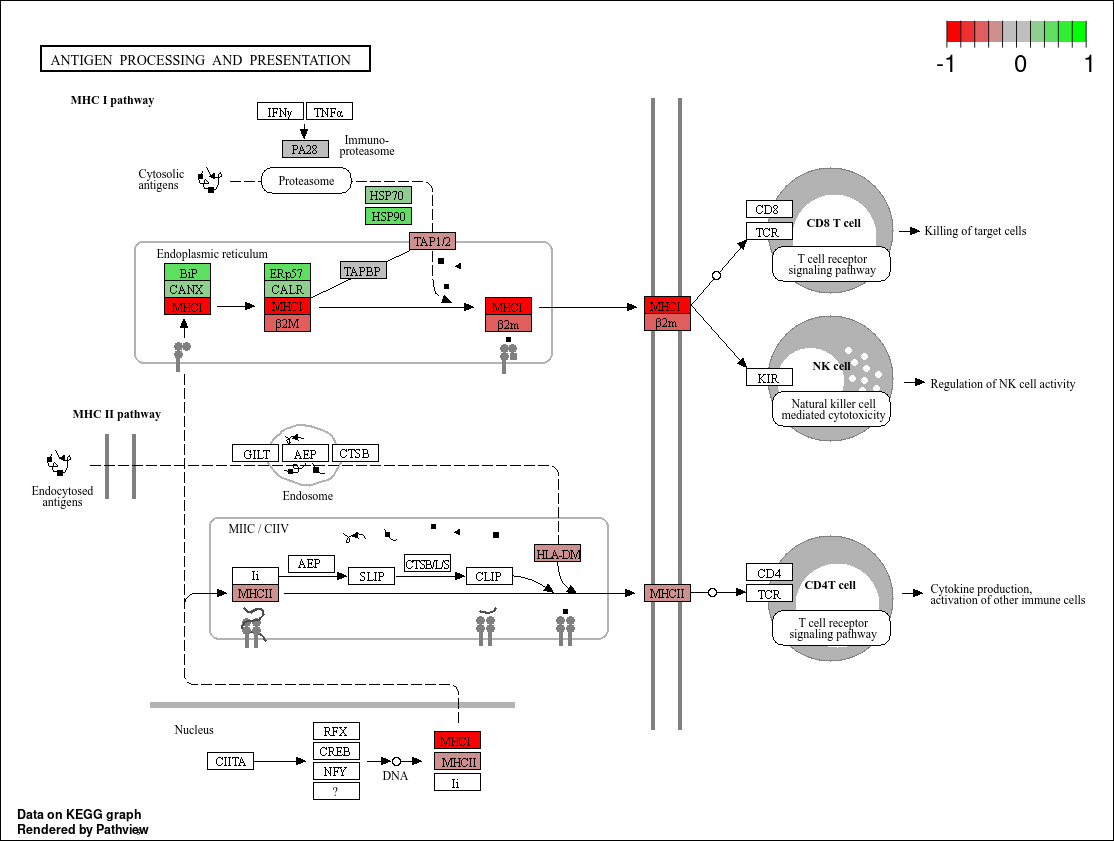 ANTIGEN PROCESSING AND PRESENTATION
-1 0 1
MHC I pathway
IFNγ TNFα
PA28
Immuno-
proteasome
Cytosolic
antigens
Proteasome
HSP70
HSP90
TAP1/2
Endoplasmic reticulum
TAPBP
BiP
CANX
MHCI
ERp57
CALR
MHCI
β2M
MHCI
β2m
MHCI
β2m
CD8
TCR
CD8 T cell
T cell receptor
signaling pathway
Killing of target cells
KIR
NK cell
Natural killer cell
mediated cytotoxicity
Regulation of NK cell activity
MHC II pathway
Endocytosed
antigens
GILT AEP CTSB
Endosome
MIIC / CIIV
HLA-DM
Ii
MHCII
AEP
SLIP
CTSB/L/S
CLIP
MHCII
CD4
TCR
CD4T cell
T cell receptor
signaling pathway
Cytokine production,
activation of other immune cells
Nucleus
CIITA
RFX
CREB
NFY
?
DNA
MHCI
MHCII
Ii
Data on KEGG graph
Rendered by Pathview